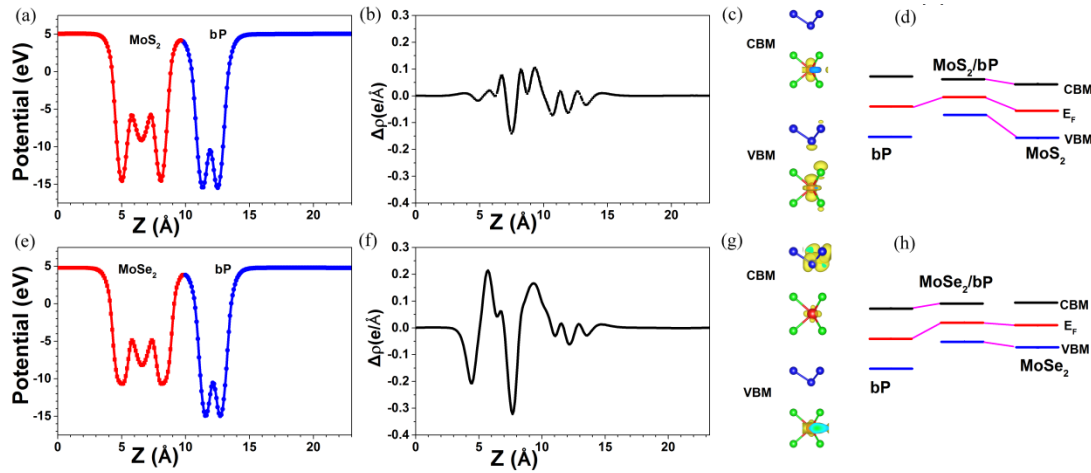 (a)
MoS2
bP
Potential (eV)
5
0
-5
-10
-15
0
5
10
15
20
Z (Å)
(b)
Δρ(e/Å)
0.3
0.2
0.1
0.0
-0.1
-0.2
-0.3
-0.4
0
5
10
15
20
Z (Å)
(c)
CBM
VBM
(d)
MoS2/bP
CBM
EF
VBM
bP
MoS2
(e)
MoSe2
bP
Potential (eV)
5
0
-5
-10
-15
0
5
10
15
20
Z (Å)
(f)
Δρ(e/Å)
0.3
0.2
0.1
0.0
-0.1
-0.2
-0.3
0.4
0
5
10
15
20
Z (Å)
(g)
CBM
VBM
(h)
MoSe2/bP
CBM
EF
VBM
MoSe2
bP